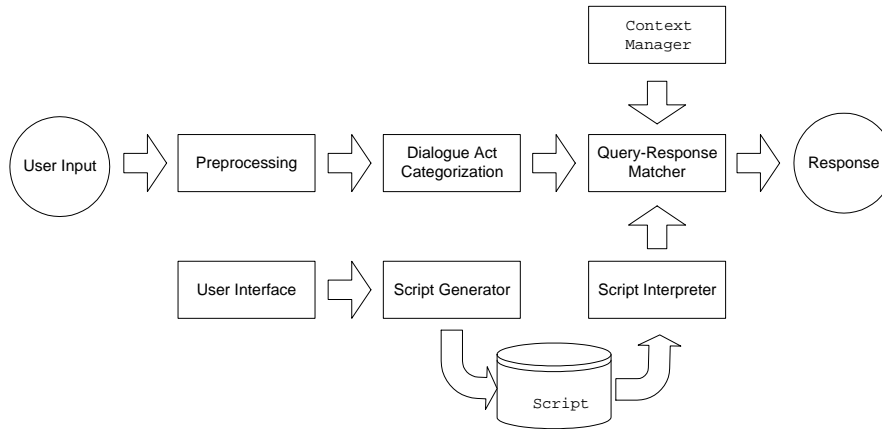 Context
Manager
User Input
Preprocessing
Dialogue Act
Categorization
Query-Response
Matcher
Response
User Interface
Script Generator
Script Interpreter
Script